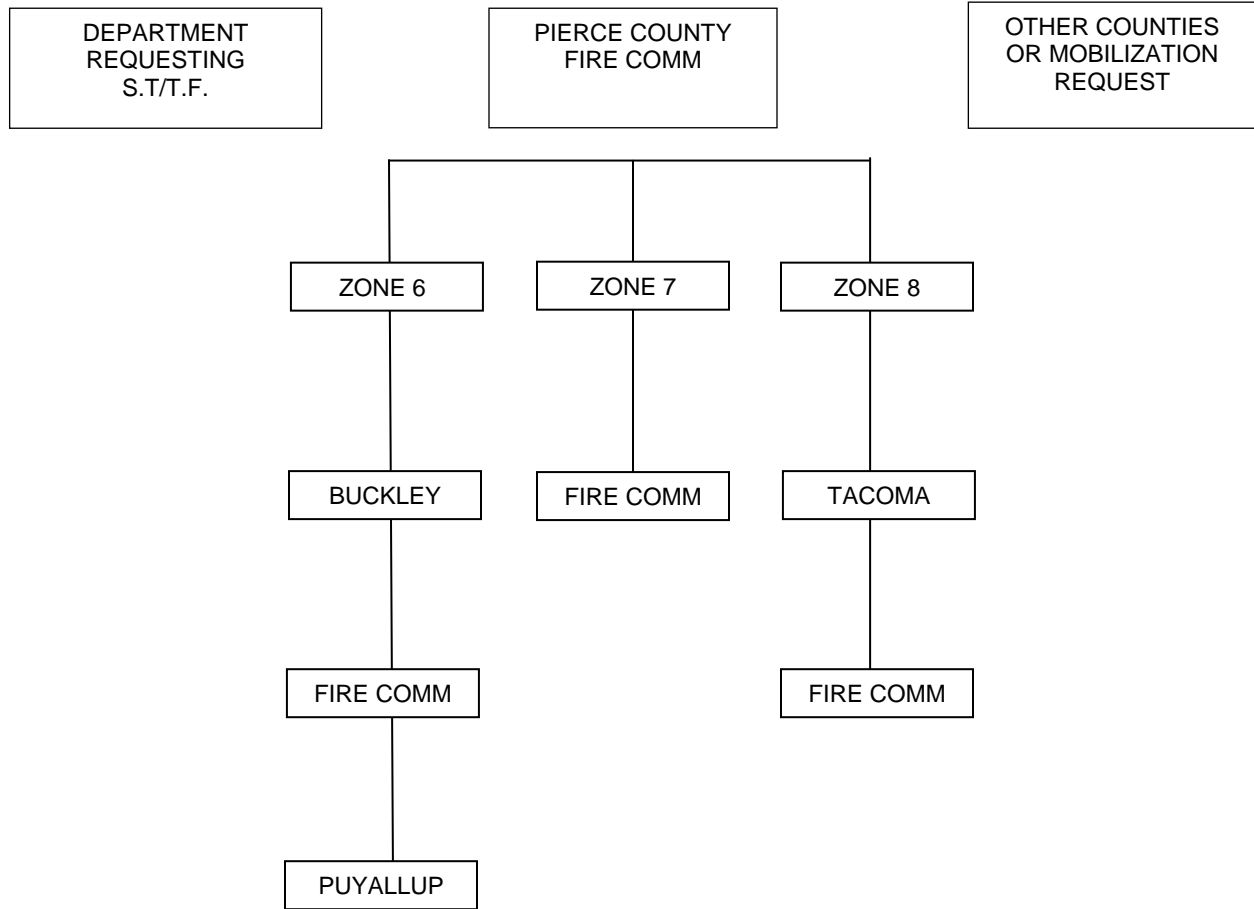 DEPARTMENT
REQUESTING
S.T/T.F.
PIERCE COUNTY
FIRE COMM
OTHER COUNTIES
OR MOBILIZATION
REQUEST
ZONE 6
ZONE 7
ZONE 8
BUCKLEY
FIRE COMM
TACOMA
FIRE COMM
FIRE COMM
PUYALLUP